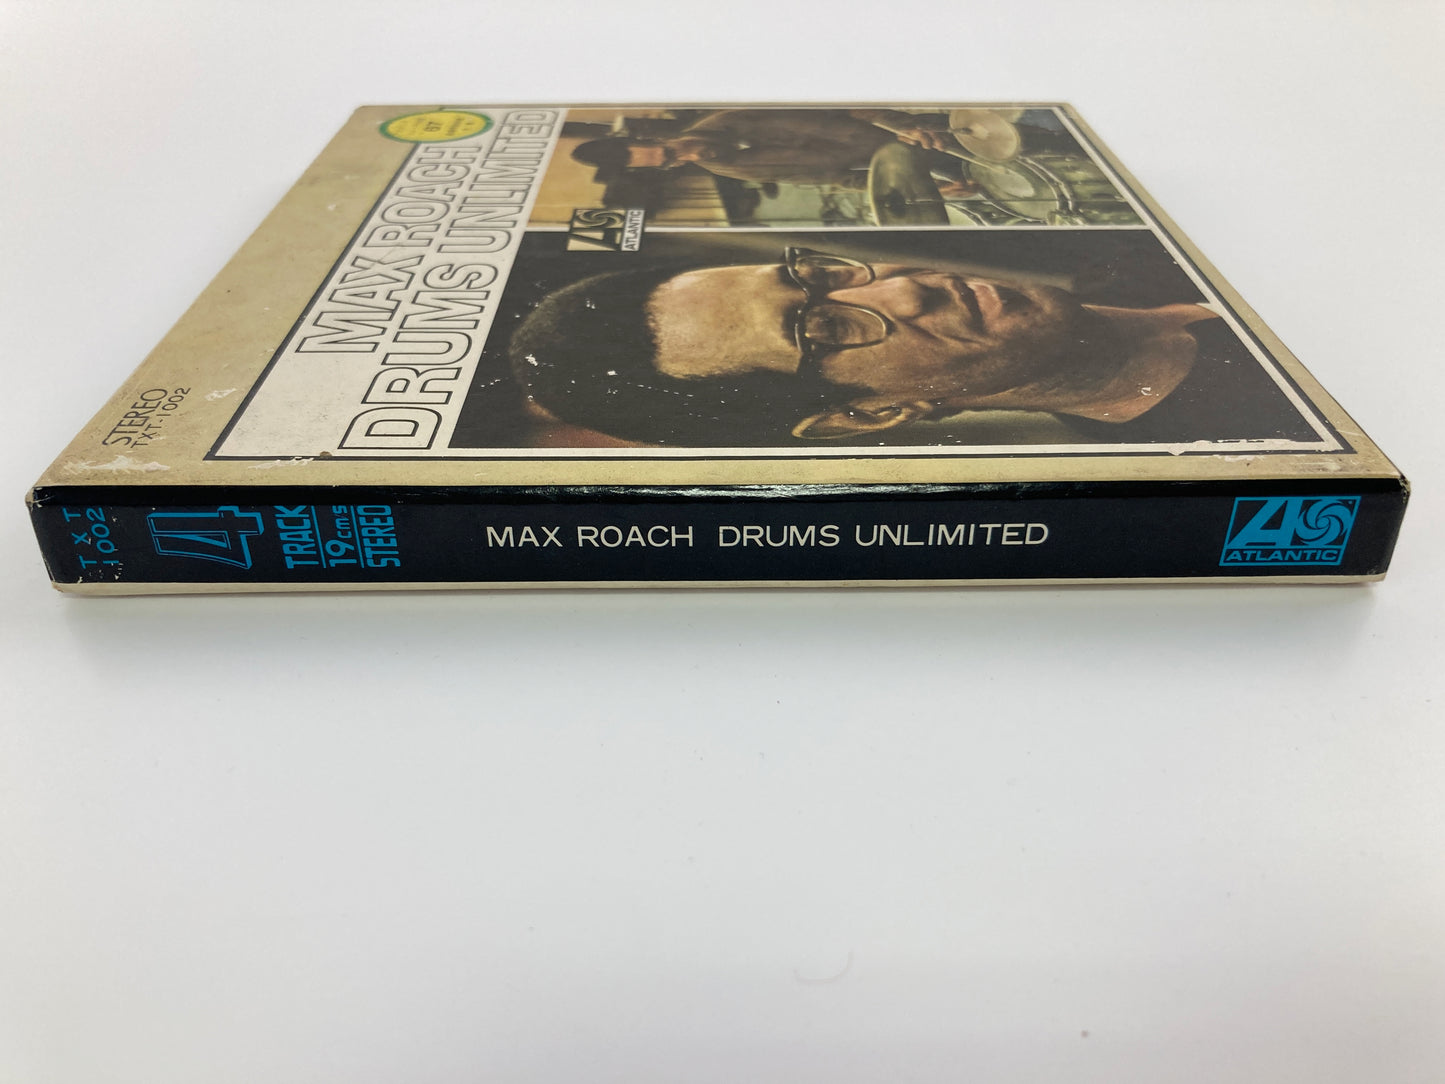 MAX ROACH
DRUMS UNLIMITED
67
ATLANTIC
STEREO
TXT-1002
TXT
1002
4
TRACK
19cm/s
STEREO
MAX ROACH DRUMS UNLIMITED
ATLANTIC